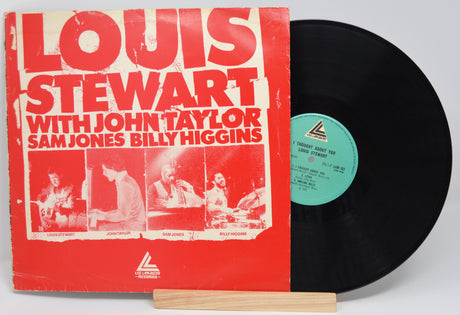 LOUIS
STEWART
WITH JOHN TAYLOR
SAM JONES BILLY HIGGINS
LOUIS STEWART
JOHN TAYLOR
SAM JONES
BILLY HIGGINS
RECORDS
I THOUGHT ABOUT YOU
LOUIS STEWART